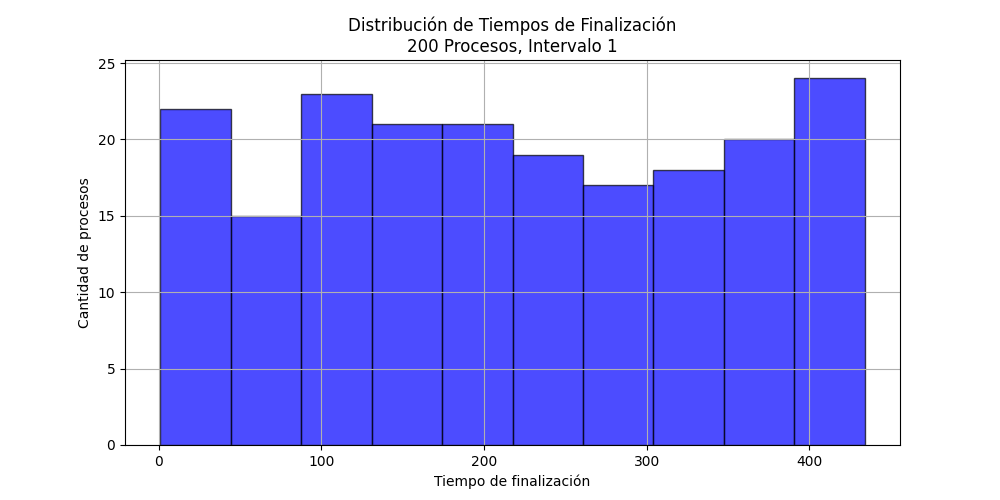 Distribución de Tiempos de Finalización
200 Procesos, Intervalo 1
Cantidad de procesos
25
20
15
10
5
0
0 100 200 300 400
Tiempo de finalización